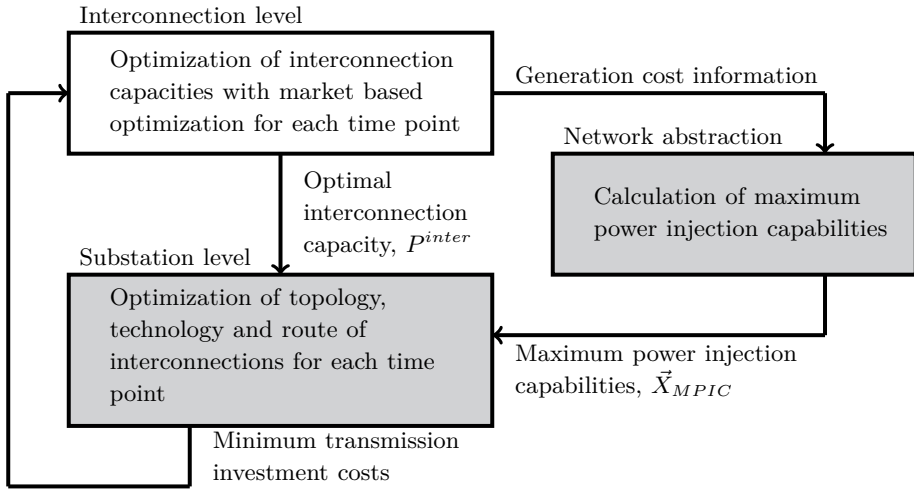 Interconnection level
Optimization of interconnection
capacities with market based
optimization for each time point
Generation cost information
Network abstraction
Calculation of maximum
power injection capabilities
Optimal
interconnection
capacity, P^{inter}
Substation level
Optimization of topology,
technology and route of
interconnections for each time
point
Maximum power injection
capabilities, \vec{X}_{MPIC}
Minimum transmission
investment costs